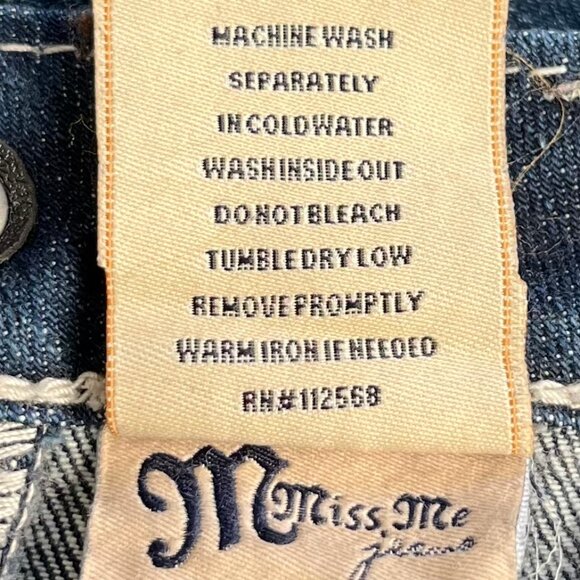 MACHINE WASH
SEPARATELY
IN COLD WATER
WASH INSIDE OUT
DO NOT BLEACH
TUMBLE DRY LOW
REMOVE PROMPTLY
WARM IRON IF NEEDED
RN#112568
M Miss Me
jeans